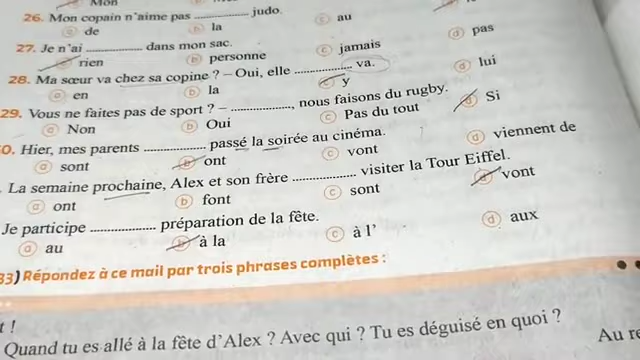 Mon
26. Mon copain n'aime pas ............ judo.
a de b la c au d pas
27. Je n'ai ............ dans mon sac.
a rien b personne c jamais d lui
28. Ma sœur va chez sa copine ? – Oui, elle ............ va.
a en b la c y
29. Vous ne faites pas de sport ? – ............, nous faisons du rugby.
a Non b Oui c Pas du tout d Si
0. Hier, mes parents ............ passé la soirée au cinéma.
a sont b ont c vont d viennent de
. La semaine prochaine, Alex et son frère ............ visiter la Tour Eiffel.
a ont b font c sont d vont
Je participe ............ préparation de la fête.
a au b à la c à l' d aux
33) Répondez à ce mail par trois phrases complètes :
t !
Quand tu es allé à la fête d'Alex ? Avec qui ? Tu es déguisé en quoi ?
Au re